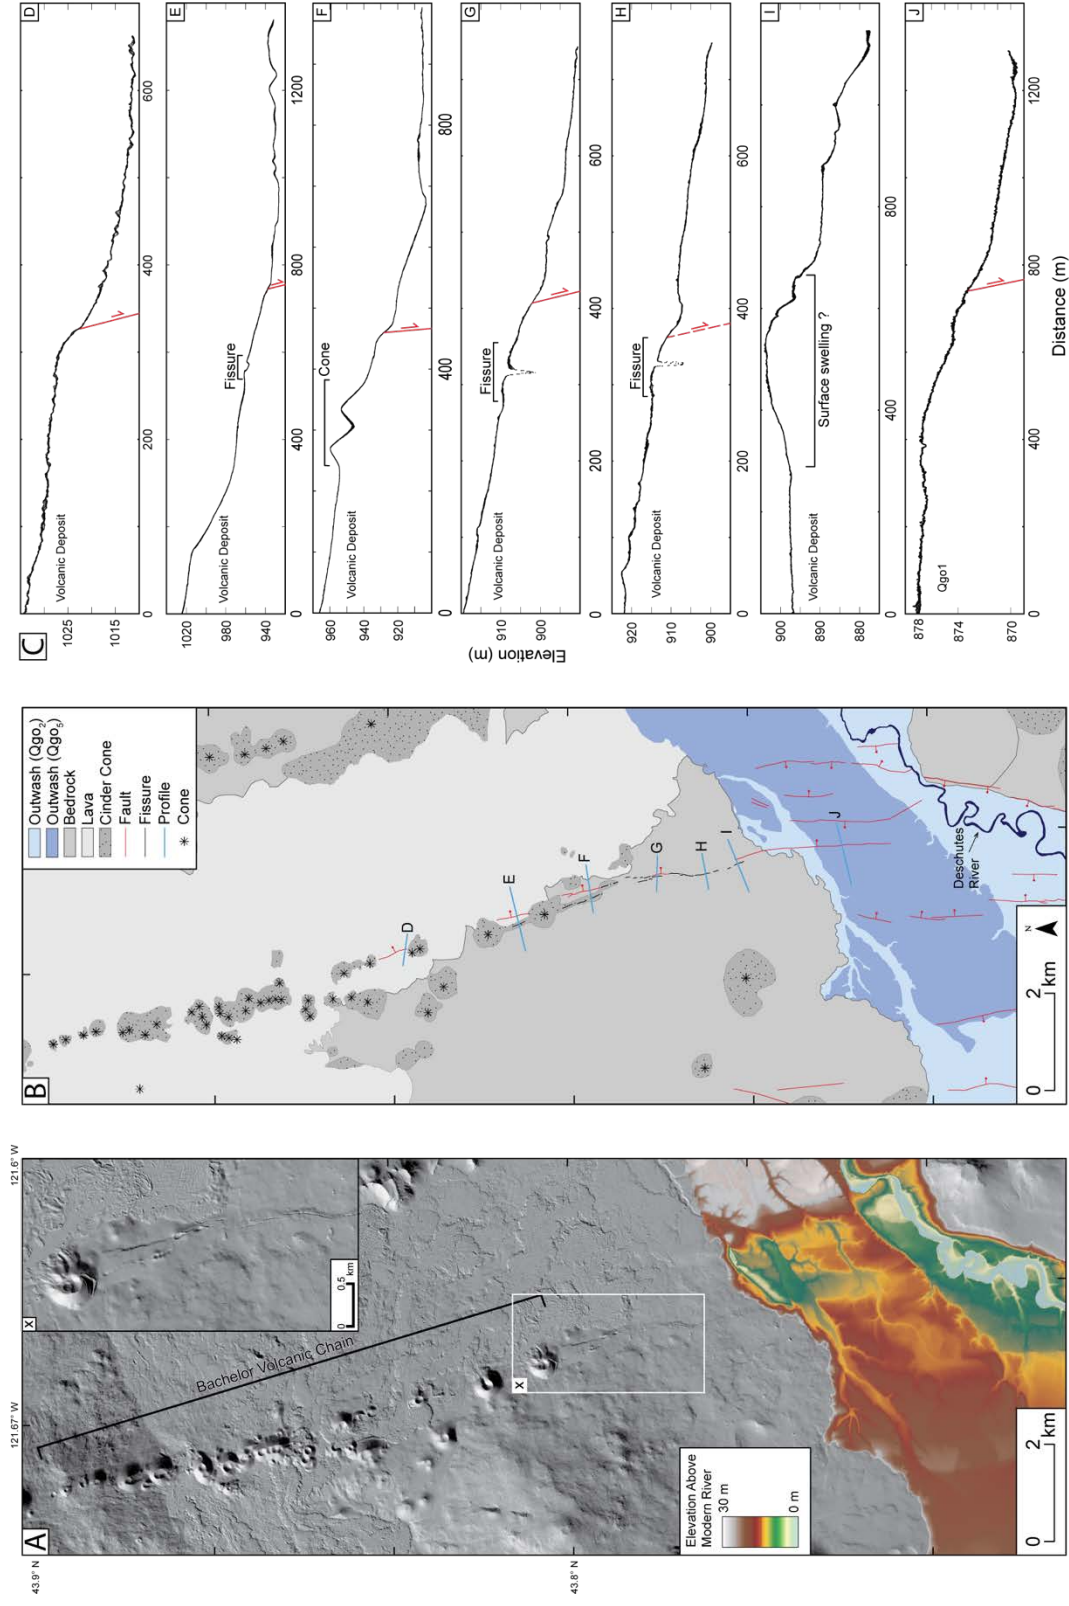 A
121.67° W
121.6° W
43.9° N
43.8° N
Bachelor Volcanic Chain
x
0
0.5
km
x
Elevation Above
Modern River
30 m
0 m
0
2
km
B
Outwash (Qgo2)
Outwash (Qgo5)
Bedrock
Lava
Cinder Cone
Fault
Fissure
Profile
Cone
D
E
F
G
H
I
J
Deschutes
River
N
0
2
km
C
Elevation (m)
Distance (m)
D
1025
1015
Volcanic Deposit
0
200
400
600
E
1020
980
940
Volcanic Deposit
Fissure
0
400
800
1200
F
960
940
920
Volcanic Deposit
Cone
0
400
800
G
910
900
Volcanic Deposit
Fissure
0
200
400
600
H
920
910
900
Volcanic Deposit
Fissure
0
200
400
600
I
900
890
880
Volcanic Deposit
Surface swelling ?
0
400
800
J
878
874
870
Qgo1
0
400
800
1200